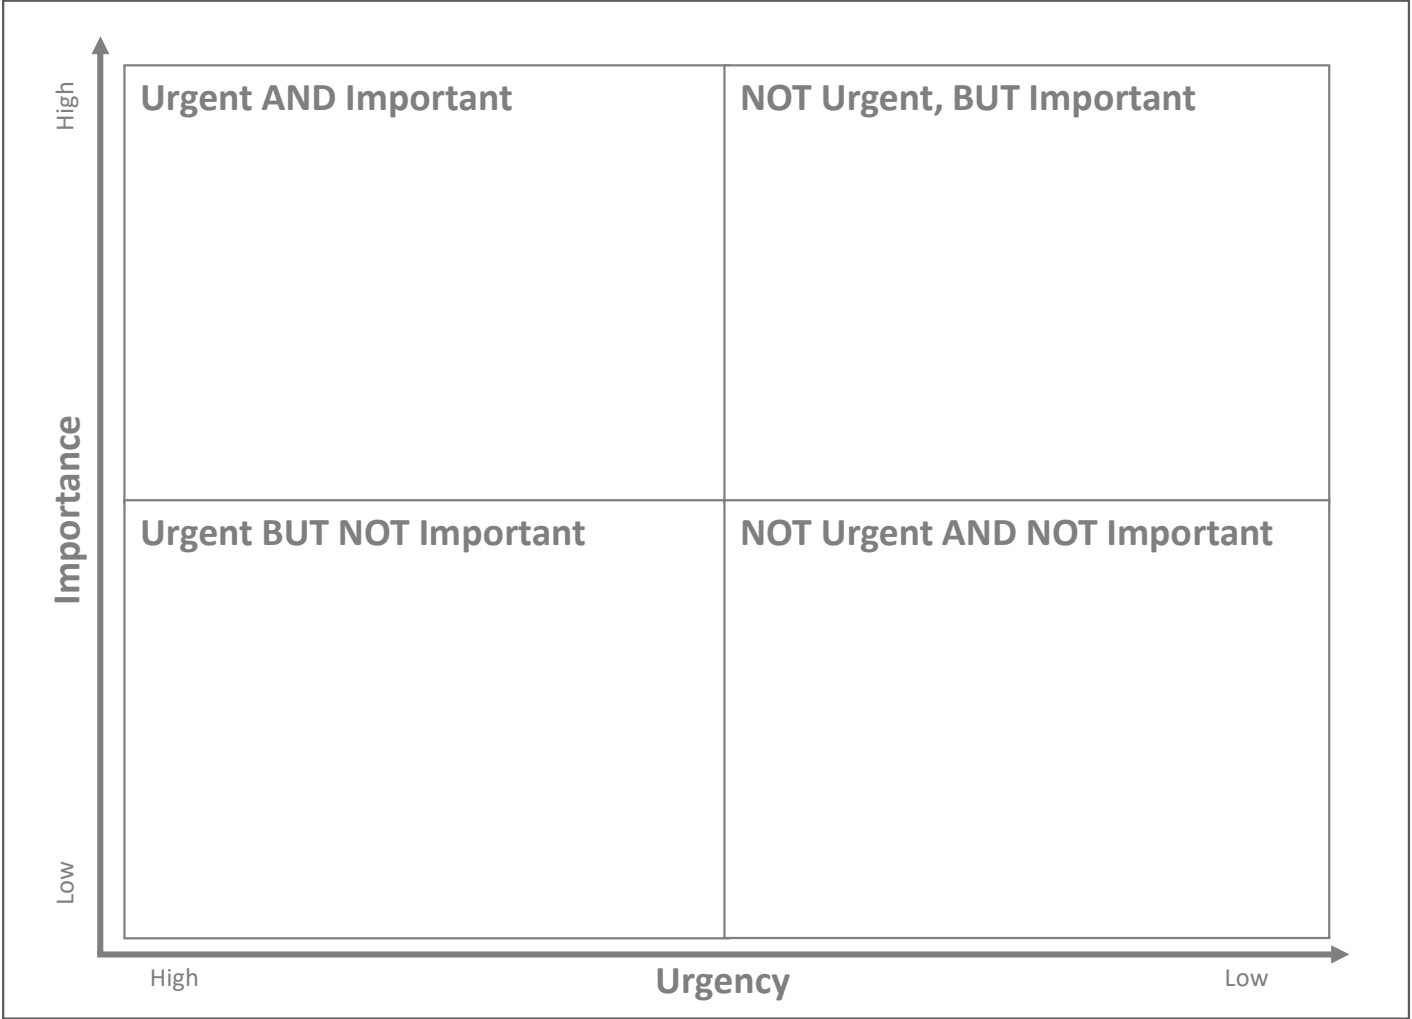 High
Urgent AND Important
NOT Urgent, BUT Important
Importance
Urgent BUT NOT Important
NOT Urgent AND NOT Important
Low
High
Urgency
Low